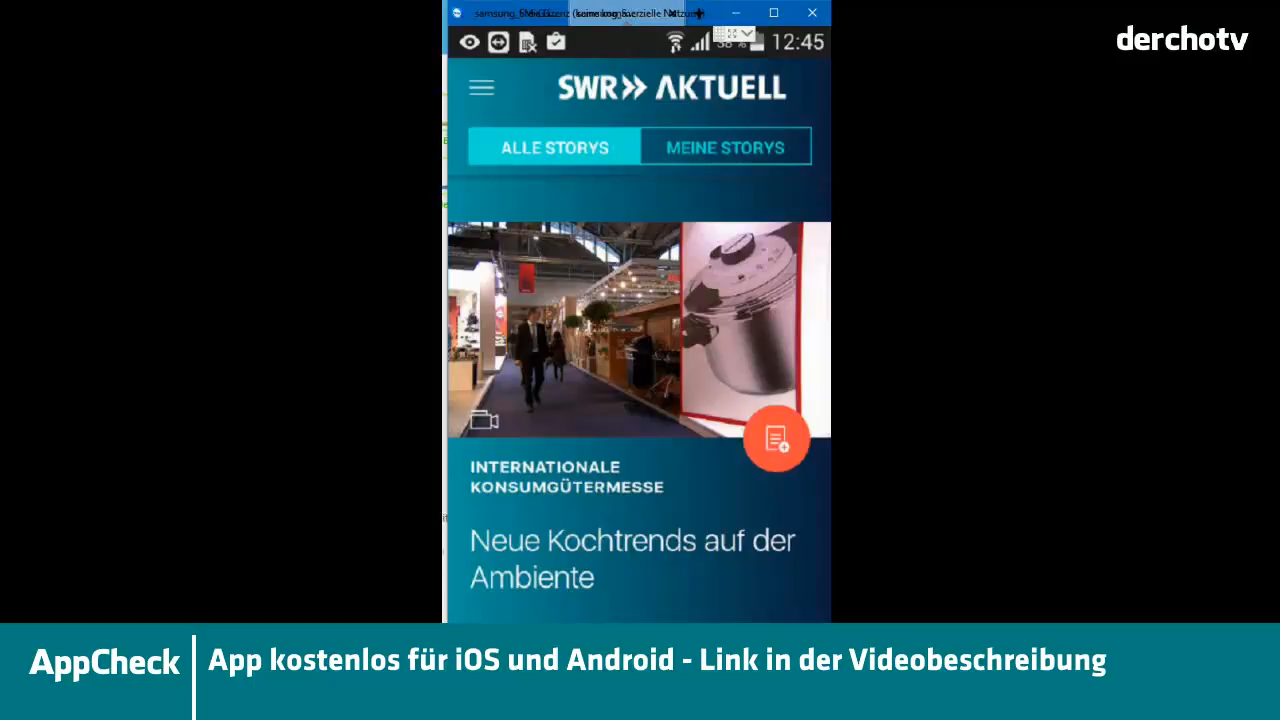 12:45
derchotv
SWR» AKTUELL
ALLE STORYS
MEINE STORYS
INTERNATIONALE
KONSUMGÜTERMESSE
Neue Kochtrends auf der
Ambiente
AppCheck
App kostenlos für iOS und Android - Link in der Videobeschreibung